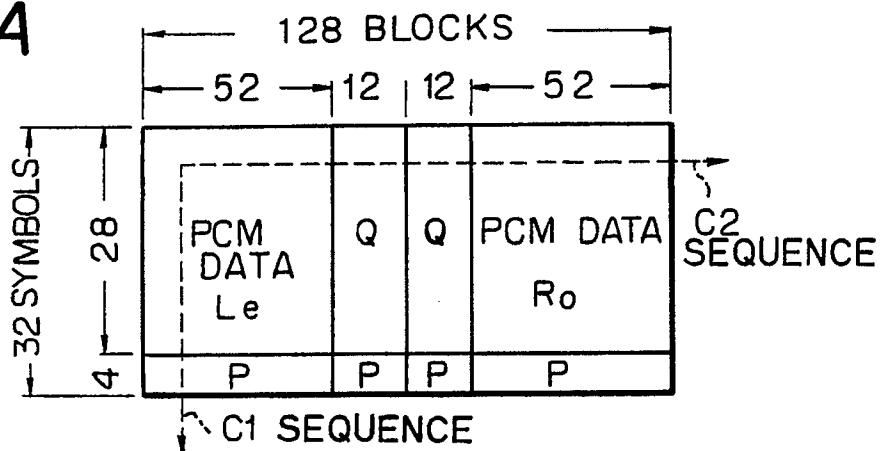 A
128 BLOCKS
52 12 12 52
32 SYMBOLS
28
4
PCM DATA Le
Q
Q
PCM DATA Ro
C2 SEQUENCE
P P P P
C1 SEQUENCE